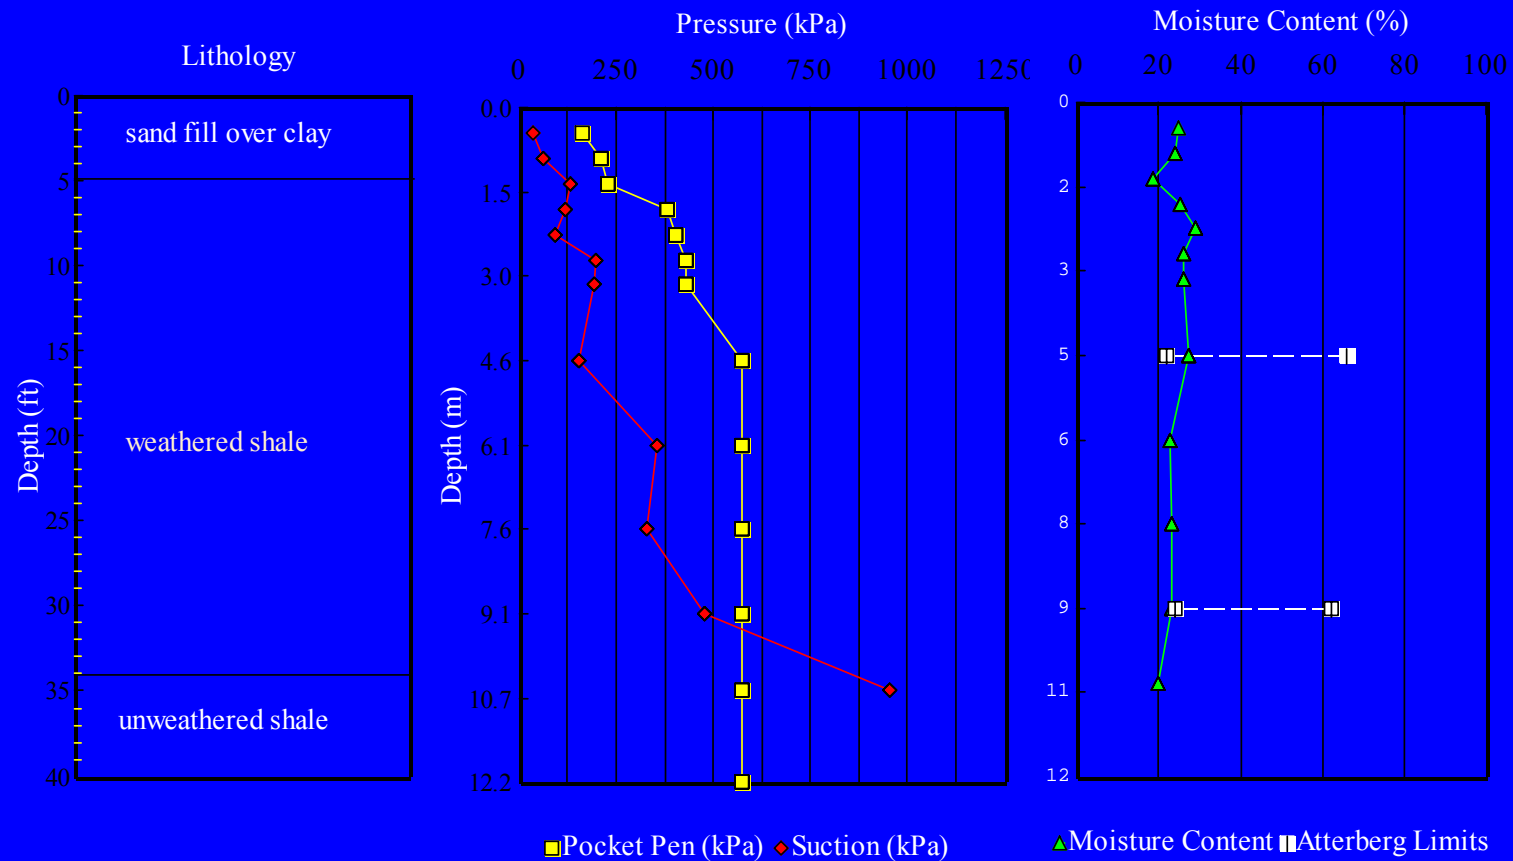 Pressure (kPa)
Moisture Content (%)
Lithology
0 250 500 750 1000 1250
0 20 40 60 80 100
0
5
10
15
20
25
30
35
40
Depth (ft)
sand fill over clay
weathered shale
unweathered shale
0.0
1.5
3.0
4.6
6.1
7.6
9.1
10.7
12.2
Depth (m)
0
2
3
5
6
8
9
11
12
Pocket Pen (kPa) Suction (kPa)
Moisture Content Atterberg Limits